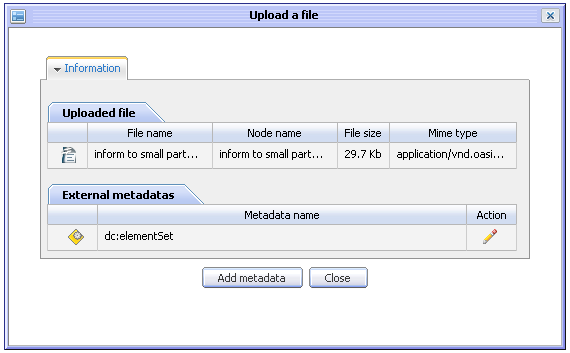 Upload a file
Information
Uploaded file
File name Node name File size Mime type
inform to small part... inform to small part... 29.7 Kb application/vnd.oasi...
External metadatas
Metadata name Action
dc:elementSet
Add metadata Close